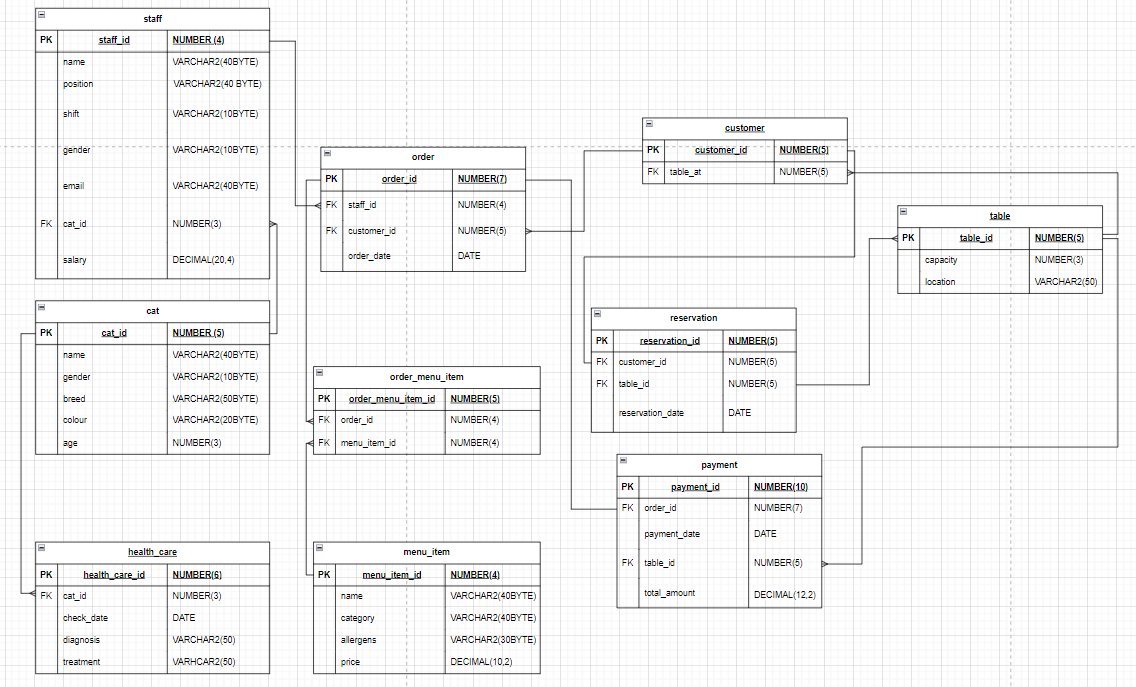 staff
PK staff_id NUMBER (4)
name VARCHAR2(40BYTE)
position VARCHAR2(40 BYTE)
shift VARCHAR2(10BYTE)
gender VARCHAR2(10BYTE)
email VARCHAR2(40BYTE)
FK cat_id NUMBER(3)
salary DECIMAL(20,4)
cat
PK cat_id NUMBER (5)
name VARCHAR2(40BYTE)
gender VARCHAR2(10BYTE)
breed VARCHAR2(50BYTE)
colour VARCHAR2(20BYTE)
age NUMBER(3)
health_care
PK health_care_id NUMBER(6)
FK cat_id NUMBER(3)
check_date DATE
diagnosis VARCHAR2(50)
treatment VARHCAR2(50)
order
PK order_id NUMBER(7)
FK staff_id NUMBER(4)
FK customer_id NUMBER(5)
order_date DATE
order_menu_item
PK order_menu_item_id NUMBER(5)
FK order_id NUMBER(4)
FK menu_item_id NUMBER(4)
menu_item
PK menu_item_id NUMBER(4)
name VARCHAR2(40BYTE)
category VARCHAR2(40BYTE)
allergens VARCHAR2(30BYTE)
price DECIMAL(10,2)
customer
PK customer_id NUMBER(5)
FK table_at NUMBER(5)
reservation
PK reservation_id NUMBER(5)
FK customer_id NUMBER(5)
FK table_id NUMBER(5)
reservation_date DATE
payment
PK payment_id NUMBER(10)
FK order_id NUMBER(7)
payment_date DATE
FK table_id NUMBER(5)
total_amount DECIMAL(12,2)
table
PK table_id NUMBER(5)
capacity NUMBER(3)
location VARCHAR2(50)